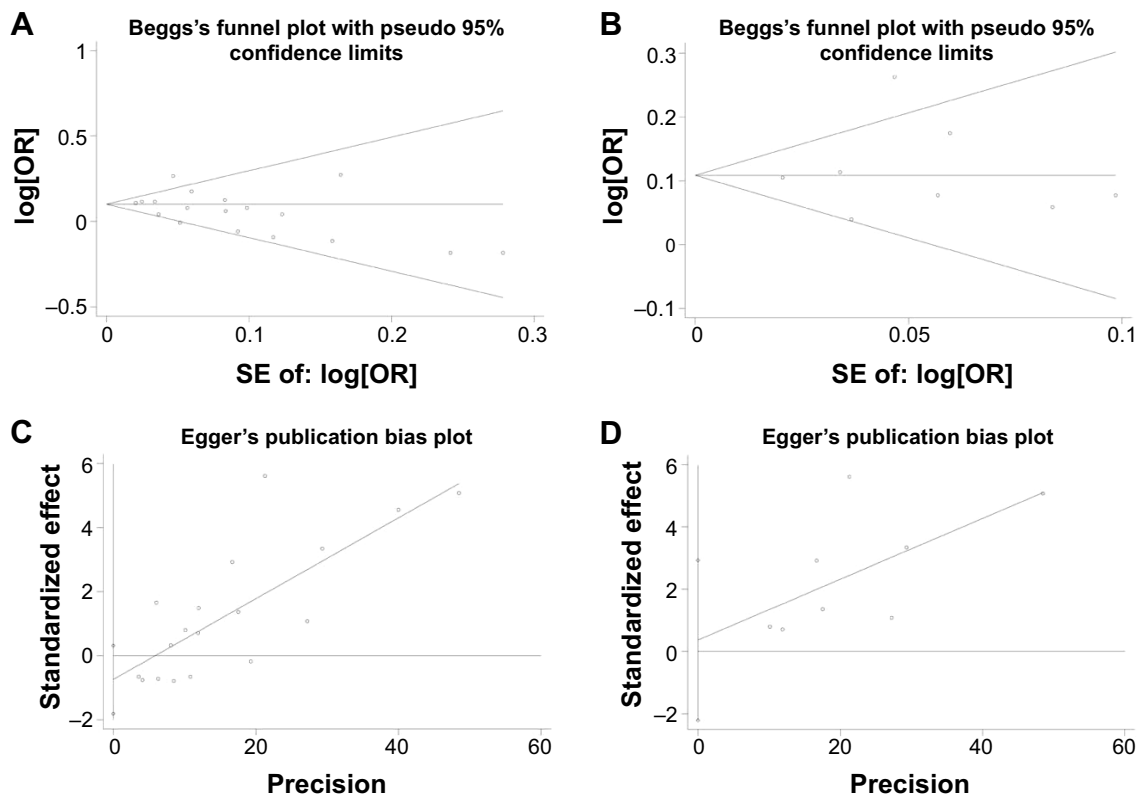 A
Beggs's funnel plot with pseudo 95%
confidence limits
1
0.5
0
–0.5
log[OR]
0
0.1
0.2
0.3
SE of: log[OR]
B
Beggs's funnel plot with pseudo 95%
confidence limits
0.3
0.2
0.1
0
–0.1
log[OR]
0
0.05
0.1
SE of: log[OR]
C
Egger's publication bias plot
6
4
2
0
–2
Standardized effect
0
20
40
60
Precision
D
Egger's publication bias plot
6
4
2
0
–2
Standardized effect
0
20
40
60
Precision